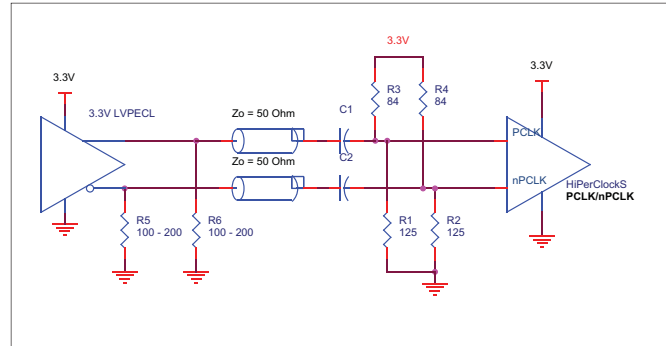 3.3V
3.3V
3.3V
3.3V LVPECL
R3
84
R4
84
Zo = 50 Ohm
C1
PCLK
Zo = 50 Ohm
C2
nPCLK
HiPerClockS
PCLK/nPCLK
R5
100 - 200
R6
100 - 200
R1
125
R2
125